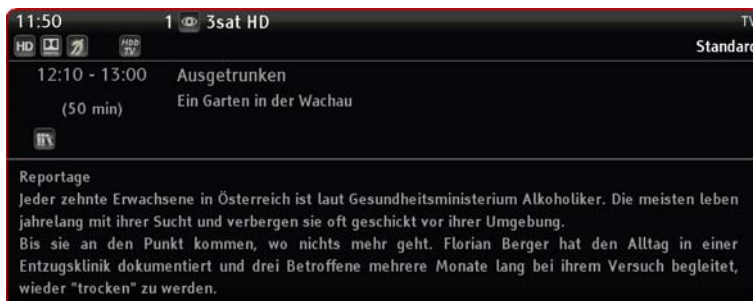 11:50 1 3sat HD TV
HD DIGITAL HBB TV Standard
12:10 - 13:00 Ausgetrunken
(50 min) Ein Garten in der Wachau
Reportage
Jeder zehnte Erwachsene in Österreich ist laut Gesundheitsministerium Alkoholiker. Die meisten leben
jahrelang mit ihrer Sucht und verbergen sie oft geschickt vor ihrer Umgebung.
Bis sie an den Punkt kommen, wo nichts mehr geht. Florian Berger hat den Alltag in einer
Entzugsklinik dokumentiert und drei Betroffene mehrere Monate lang bei ihrem Versuch begleitet,
wieder "trocken" zu werden.